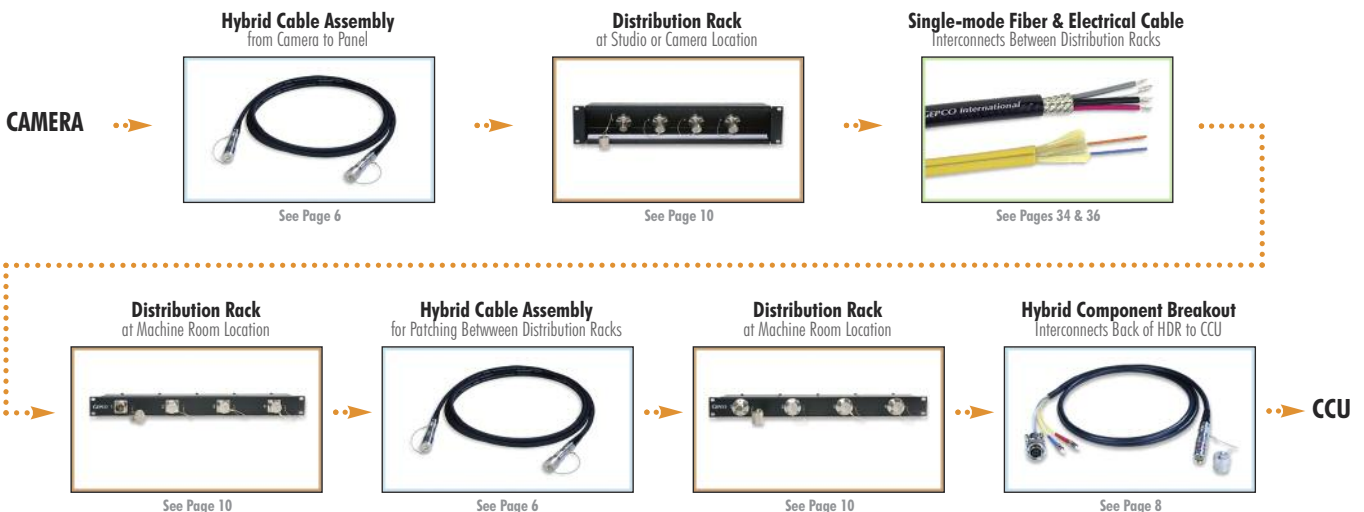 Hybrid Cable Assembly
from Camera to Panel
Distribution Rack
at Studio or Camera Location
Single-mode Fiber & Electrical Cable
Interconnects Between Distribution Racks
CAMERA
GEPCO International
See Page 6
See Page 10
See Pages 34 & 36
Distribution Rack
at Machine Room Location
Hybrid Cable Assembly
for Patching Betwween Distribution Racks
Distribution Rack
at Machine Room Location
Hybrid Component Breakout
Interconnects Back of HDR to CCU
GEPCO
GEPCO
CCU
See Page 10
See Page 6
See Page 10
See Page 8